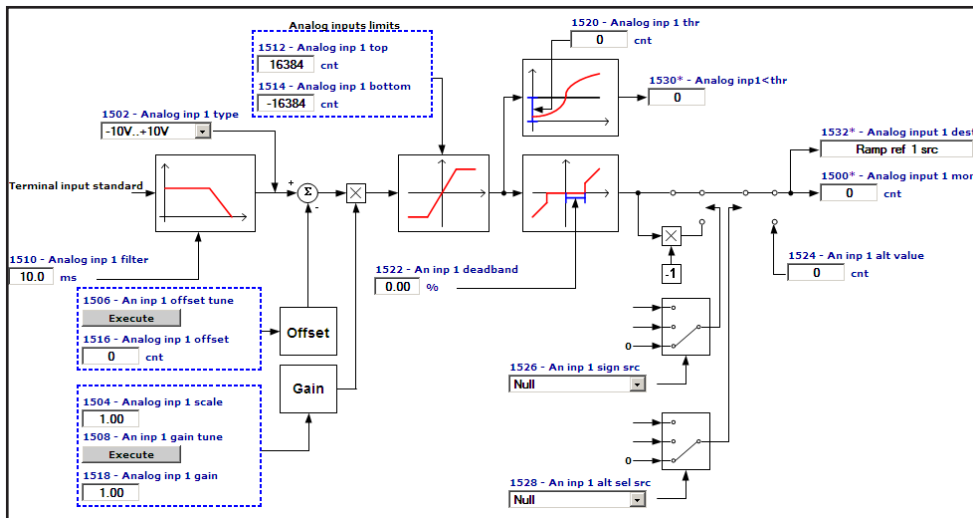 Analog inputs limits
1512 - Analog inp 1 top
16384 cnt
1514 - Analog inp 1 bottom
-16384 cnt
1520 - Analog inp 1 thr
0 cnt
1530* - Analog inp1<thr
0
1502 - Analog inp 1 type
-10V..+10V
1532* - Analog input 1 dest
Ramp ref 1 src
1500* - Analog input 1 mon
0 cnt
Terminal input standard
+
Σ
-
×
1510 - Analog inp 1 filter
10.0 ms
1522 - An inp 1 deadband
0.00 %
×
-1
1524 - An inp 1 alt value
0 cnt
1506 - An inp 1 offset tune
Execute
1516 - Analog inp 1 offset
0 cnt
Offset
0
1526 - An inp 1 sign src
Null
Gain
1504 - Analog inp 1 scale
1.00
1508 - An inp 1 gain tune
Execute
1518 - Analog inp 1 gain
1.00
0
1528 - An inp 1 alt sel src
Null